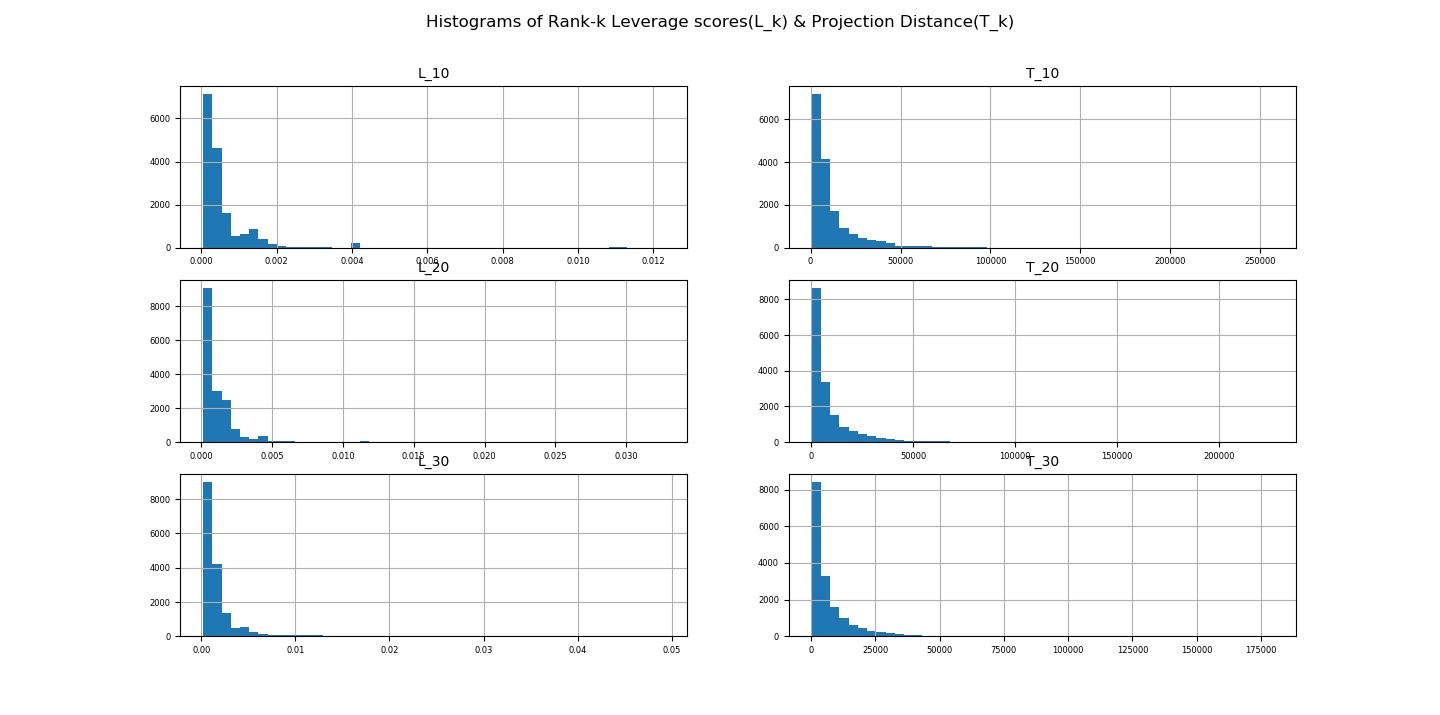 Histograms of Rank-k Leverage scores(L_k) & Projection Distance(T_k)
L_10
6000
4000
2000
0
0.000 0.002 0.004 0.006 0.008 0.010 0.012
T_10
6000
4000
2000
0
0 50000 100000 150000 200000 250000
L_20
8000
6000
4000
2000
0
0.000 0.005 0.010 0.015 0.020 0.025 0.030
T_20
8000
6000
4000
2000
0
0 50000 100000 150000 200000
L_30
8000
6000
4000
2000
0
0.00 0.01 0.02 0.03 0.04 0.05
T_30
8000
6000
4000
2000
0
0 25000 50000 75000 100000 125000 150000 175000